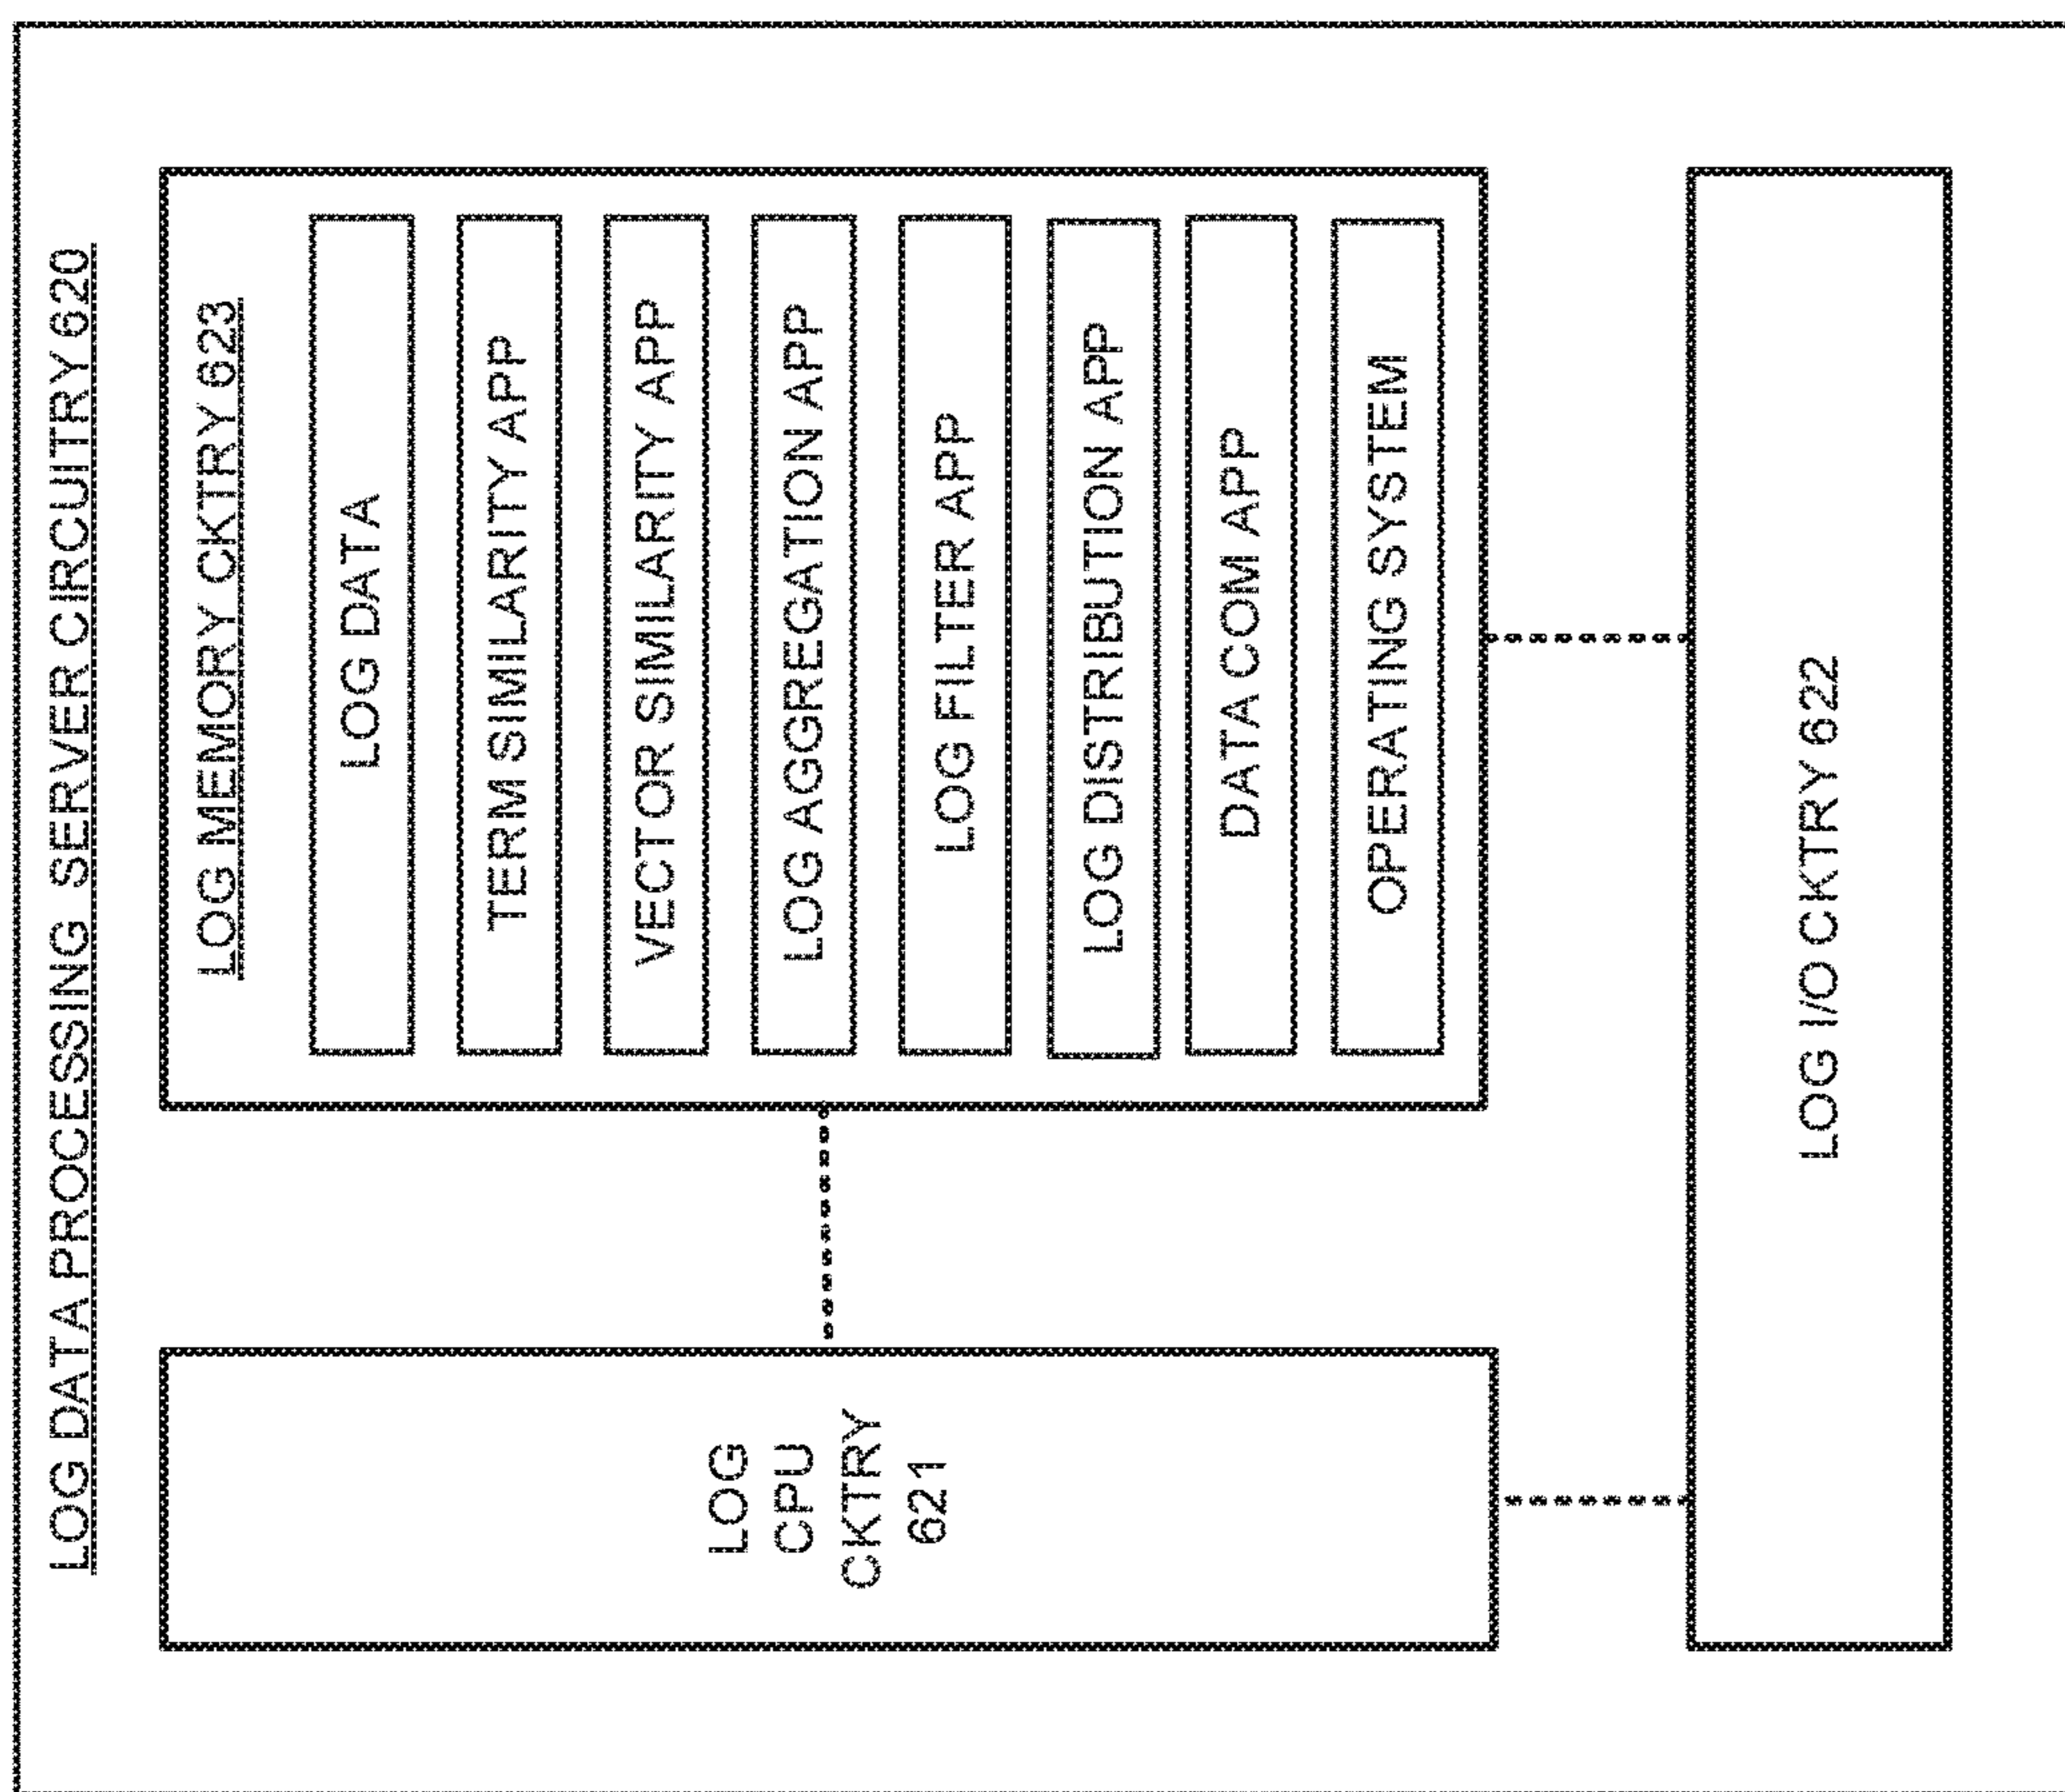 LOG DATA PROCESSING SERVER CIRCUITRY 620
LOG
CPU
CKTRY
621
LOG MEMORY CKTRY 623
LOG DATA
TERM SIMILARITY APP
VECTOR SIMILARITY APP
LOG AGGREGATION APP
LOG FILTER APP
LOG DISTRIBUTION APP
DATA COM APP
OPERATING SYSTEM
LOG I/O CKTRY 622